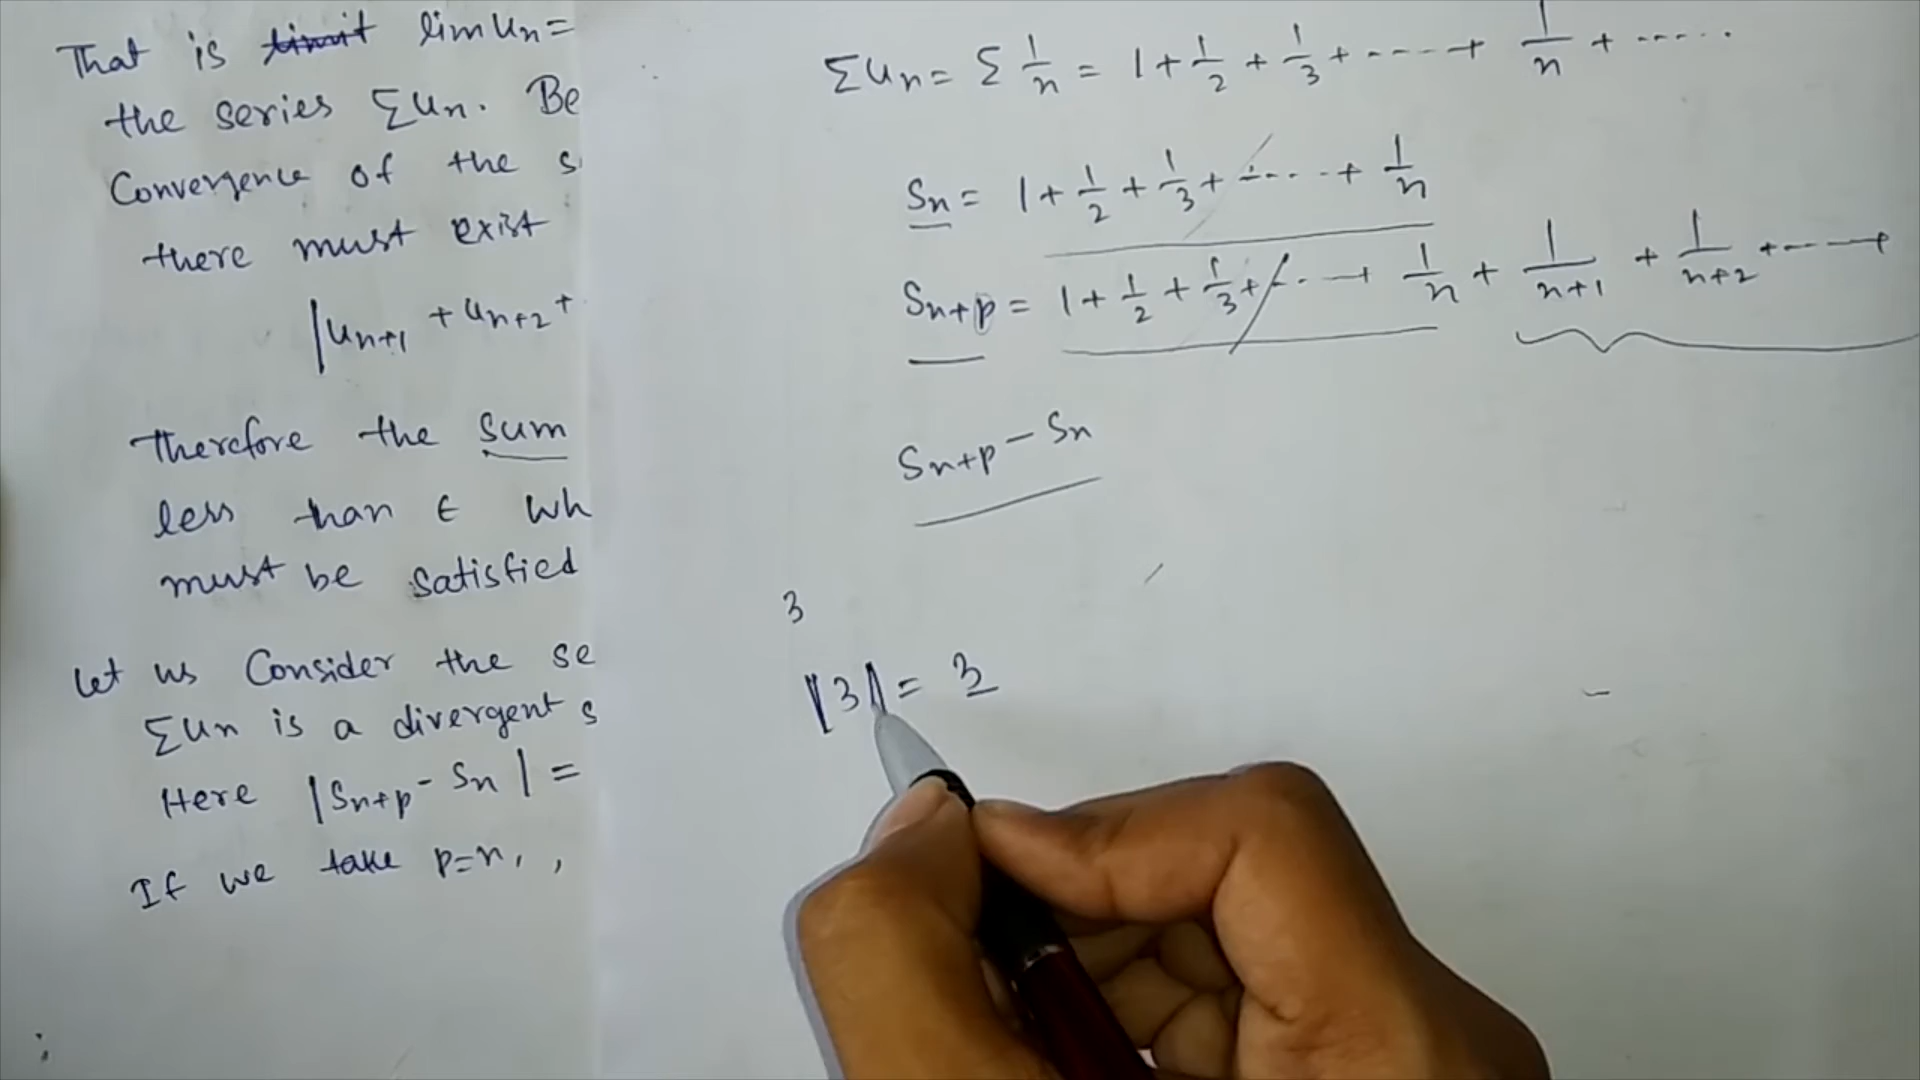 That is limit lim un =
the series Σun. Be
Convergence of the s
there must exist
|un+1 + un+2 +
Therefore the sum
less than ε wh
must be satisfied
Let us Consider the se
Σun is a divergent s
Here |Sn+p - Sn| =
If we take p=n, ,
Σun = Σ 1/n = 1 + 1/2 + 1/3 + ---- + 1/n + .....
Sn = 1 + 1/2 + 1/3 + ..... + 1/n
Sn+p = 1 + 1/2 + 1/3 + ... + 1/n + 1/n+1 + 1/n+2 + ---- +
Sn+p - Sn
3
|3| = 3